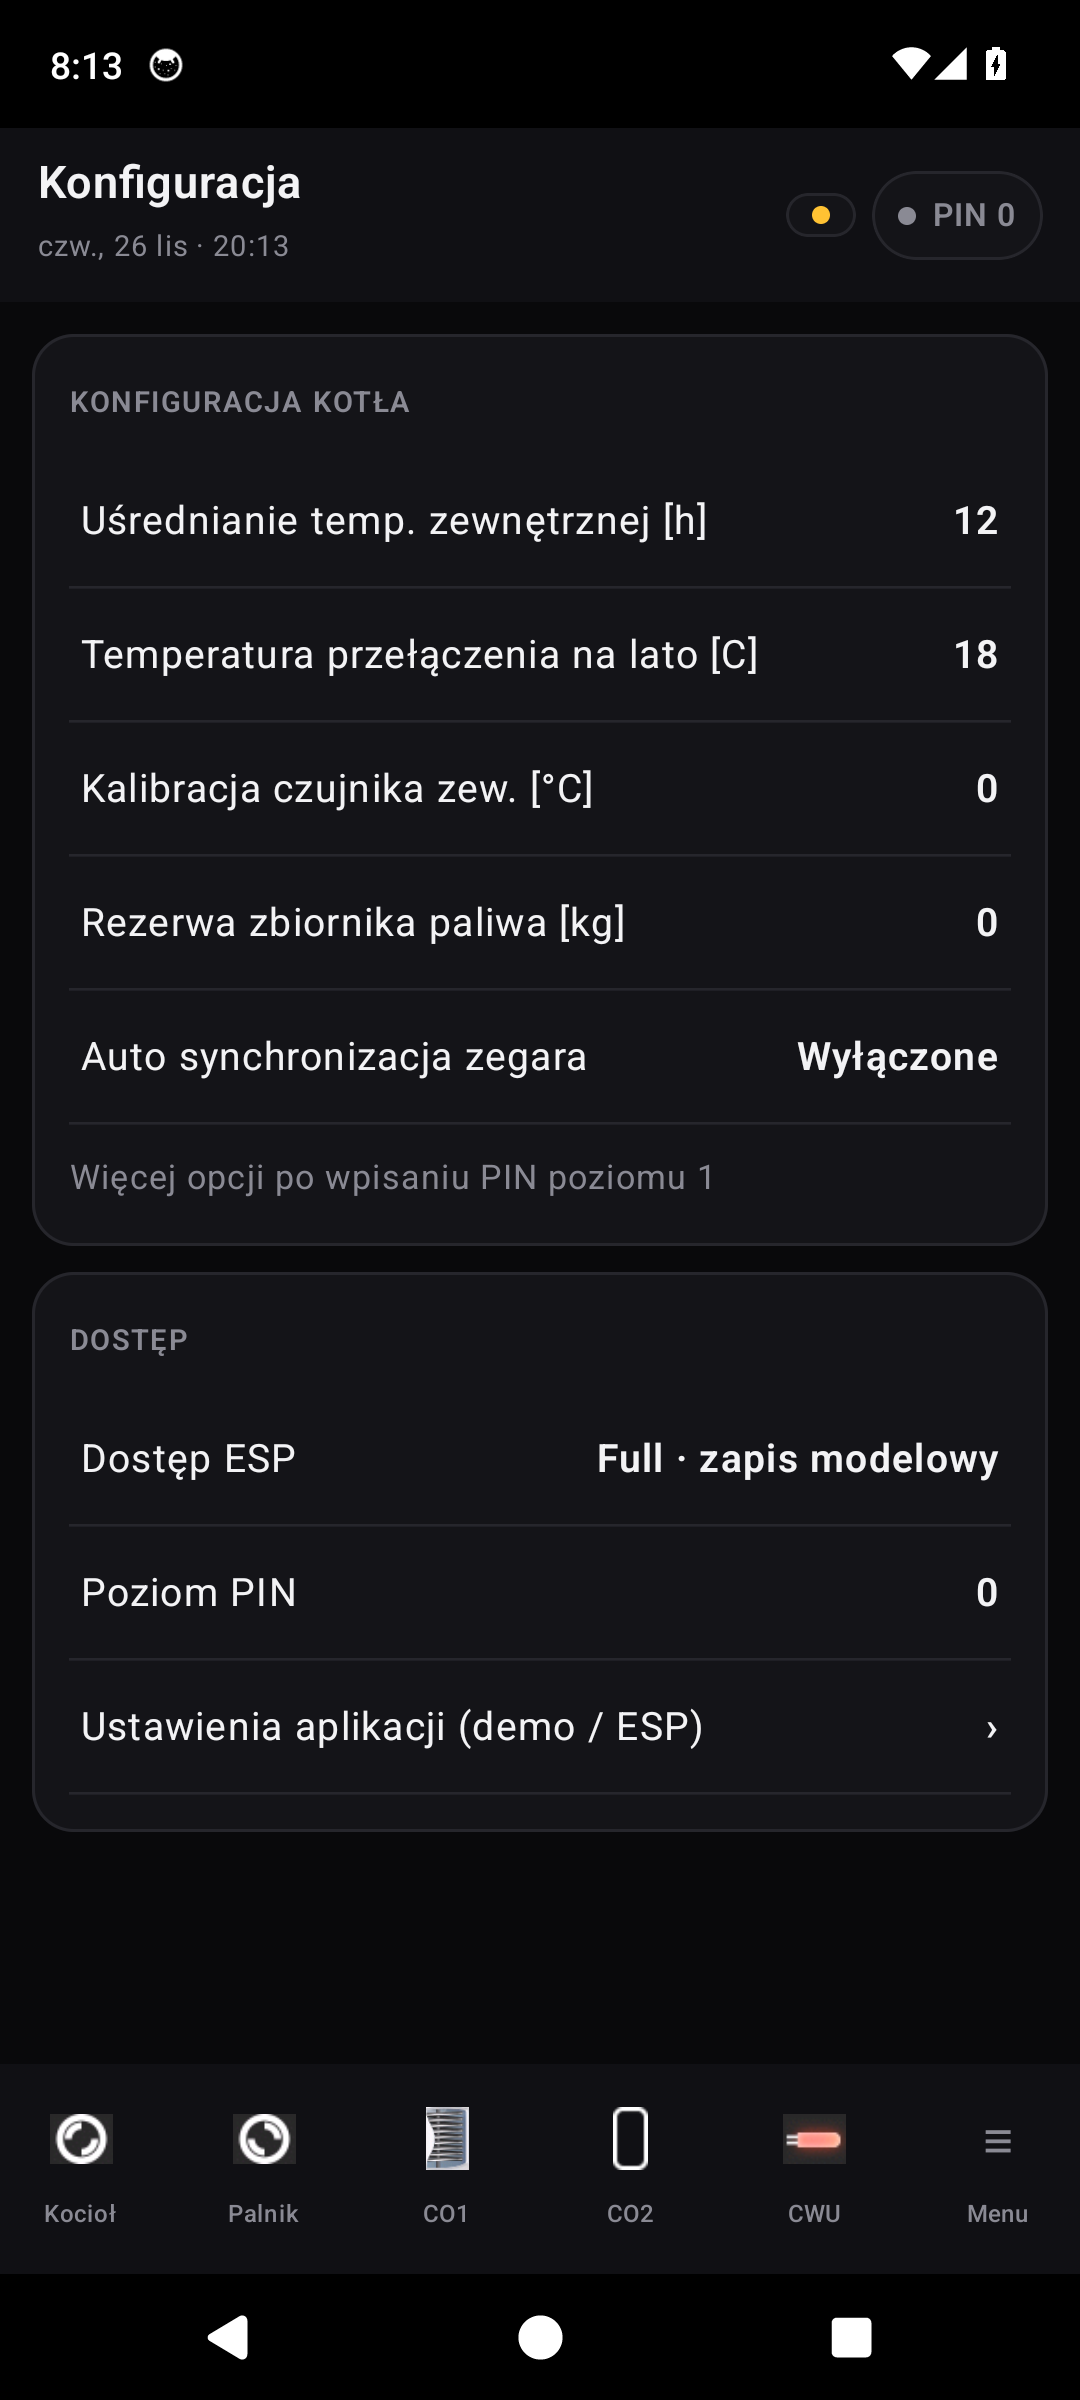 8:13
Konfiguracja
czw., 26 lis · 20:13
PIN 0
KONFIGURACJA KOTŁA
Uśrednianie temp. zewnętrznej [h] 12
Temperatura przełączenia na lato [C] 18
Kalibracja czujnika zew. [°C] 0
Rezerwa zbiornika paliwa [kg] 0
Auto synchronizacja zegara Wyłączone
Więcej opcji po wpisaniu PIN poziomu 1
DOSTĘP
Dostęp ESP Full · zapis modelowy
Poziom PIN 0
Ustawienia aplikacji (demo / ESP) ›
Kocioł Palnik CO1 CO2 CWU Menu